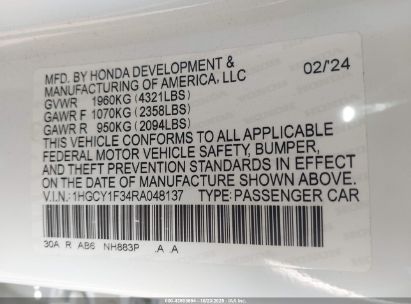 MFD. BY HONDA DEVELOPMENT &
MANUFACTURING OF AMERICA, LLC 02/24
GVWR 1960KG (4321LBS)
GAWR F 1070KG (2358LBS)
GAWR R 950KG (2094LBS)
THIS VEHICLE CONFORMS TO ALL APPLICABLE
FEDERAL MOTOR VEHICLE SAFETY, BUMPER,
AND THEFT PREVENTION STANDARDS IN EFFECT
ON THE DATE OF MANUFACTURE SHOWN ABOVE.
V.I.N.: 1HGCY1F34RA048137 TYPE: PASSENGER CAR
30A R AB6 NH883P .A A